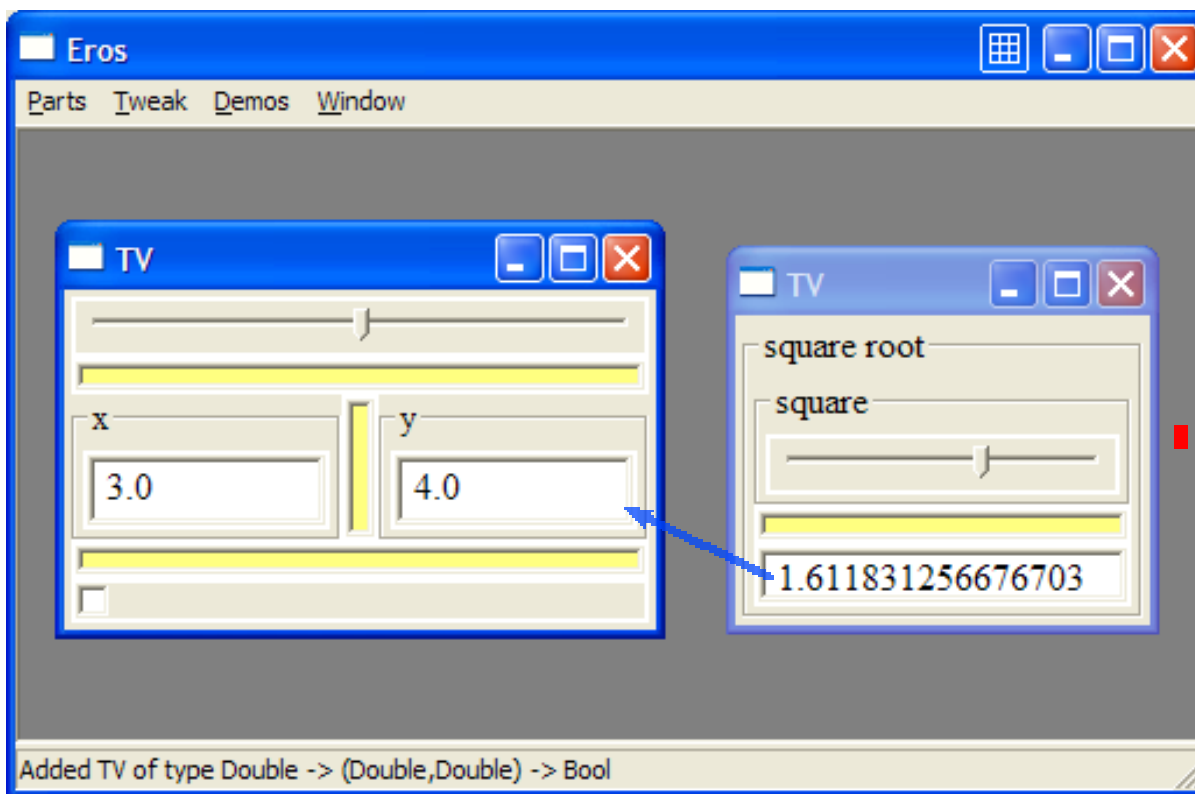 Eros
Parts Tweak Demos Window
TV
x
3.0
y
4.0
TV
square root
square
1.611831256676703
Added TV of type Double -> (Double,Double) -> Bool